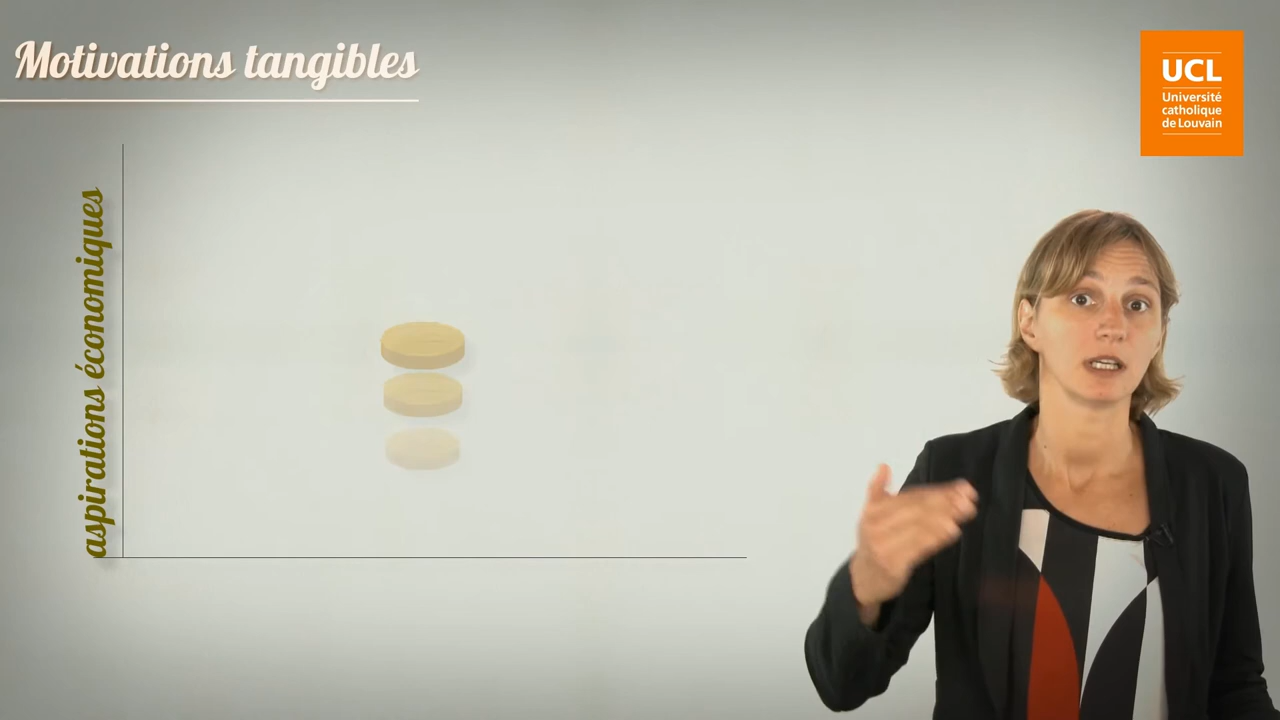 Motivations tangibles
UCL
Université
catholique
de Louvain
aspirations économiques